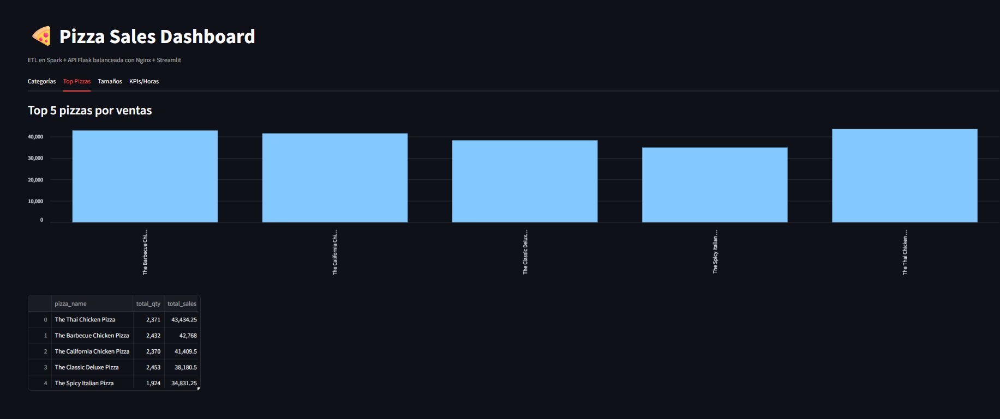 Pizza Sales Dashboard
ETL en Spark + API Flask balanceada con Nginx + Streamlit
Categorías Top Pizzas Tamaños KPIs/Horas
Top 5 pizzas por ventas
40,000
30,000
20,000
10,000
0
The Barbecue Chi...
The California Chi...
The Classic Delux...
The Spicy Italian ...
The Thai Chicken ...
pizza_name total_qty total_sales
0 The Thai Chicken Pizza 2,371 43,434.25
1 The Barbecue Chicken Pizza 2,432 42,768
2 The California Chicken Pizza 2,370 41,409.5
3 The Classic Deluxe Pizza 2,453 38,180.5
4 The Spicy Italian Pizza 1,924 34,831.25